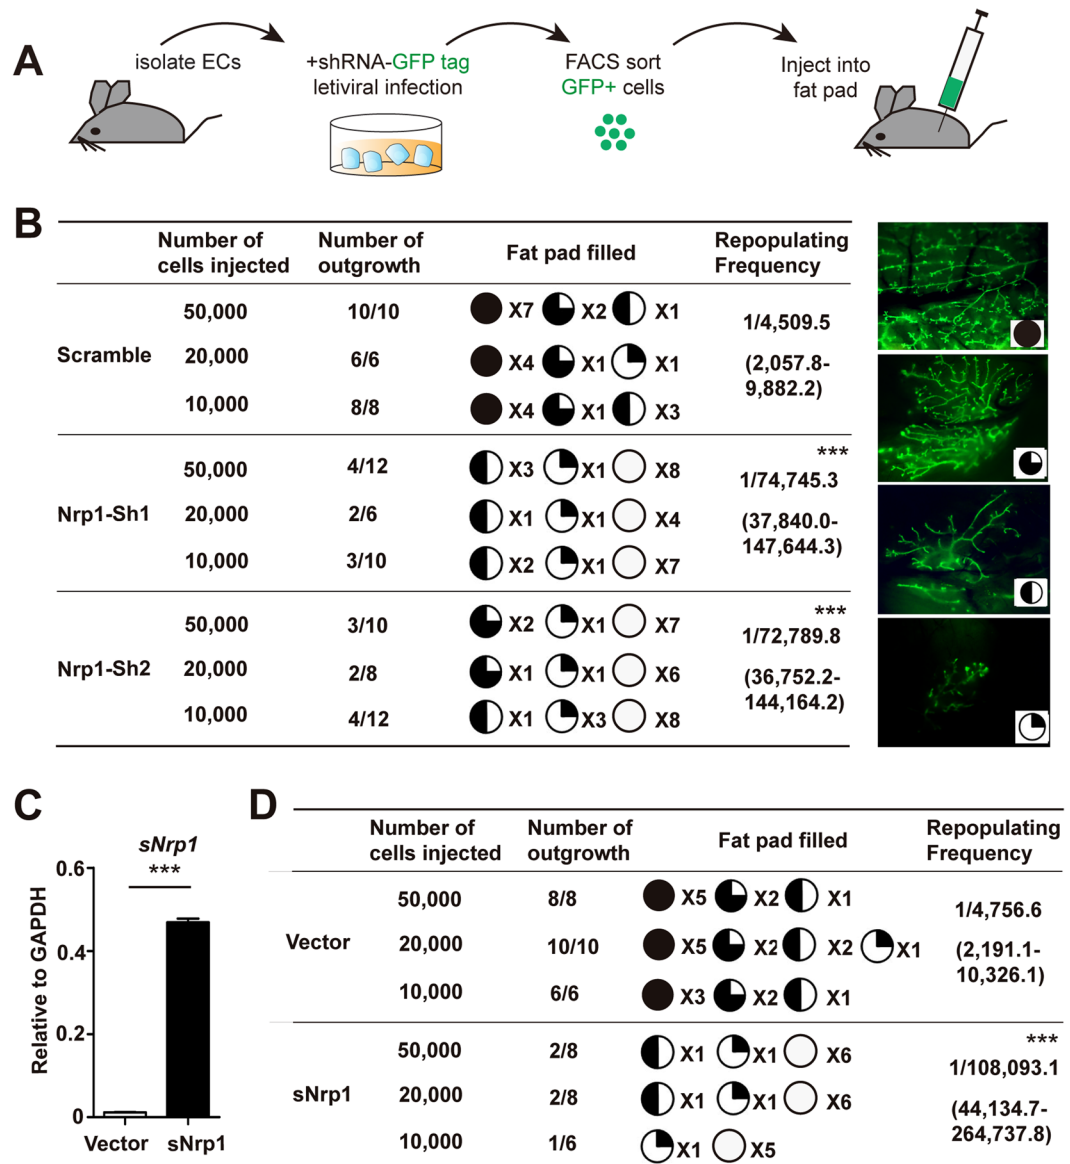 A
isolate ECs
+shRNA-GFP tag
letiviral infection
FACS sort
GFP+ cells
Inject into
fat pad
B
Number of
cells injected
Number of
outgrowth
Fat pad filled
Repopulating
Frequency
Scramble
50,000 10/10 X7 X2 X1
20,000 6/6 X4 X1 X1
10,000 8/8 X4 X1 X3
1/4,509.5
(2,057.8-
9,882.2)
Nrp1-Sh1
50,000 4/12 X3 X1 X8
20,000 2/6 X1 X1 X4
10,000 3/10 X2 X1 X7
***
1/74,745.3
(37,840.0-
147,644.3)
Nrp1-Sh2
50,000 3/10 X2 X1 X7
20,000 2/8 X1 X1 X6
10,000 4/12 X1 X3 X8
***
1/72,789.8
(36,752.2-
144,164.2)
C
sNrp1
***
Relative to GAPDH
0.6
0.4
0.2
0
Vector sNrp1
D
Number of
cells injected
Number of
outgrowth
Fat pad filled
Repopulating
Frequency
Vector
50,000 8/8 X5 X2 X1
20,000 10/10 X5 X2 X2 X1
10,000 6/6 X3 X2 X1
1/4,756.6
(2,191.1-
10,326.1)
sNrp1
50,000 2/8 X1 X1 X6
20,000 2/8 X1 X1 X6
10,000 1/6 X1 X5
***
1/108,093.1
(44,134.7-
264,737.8)